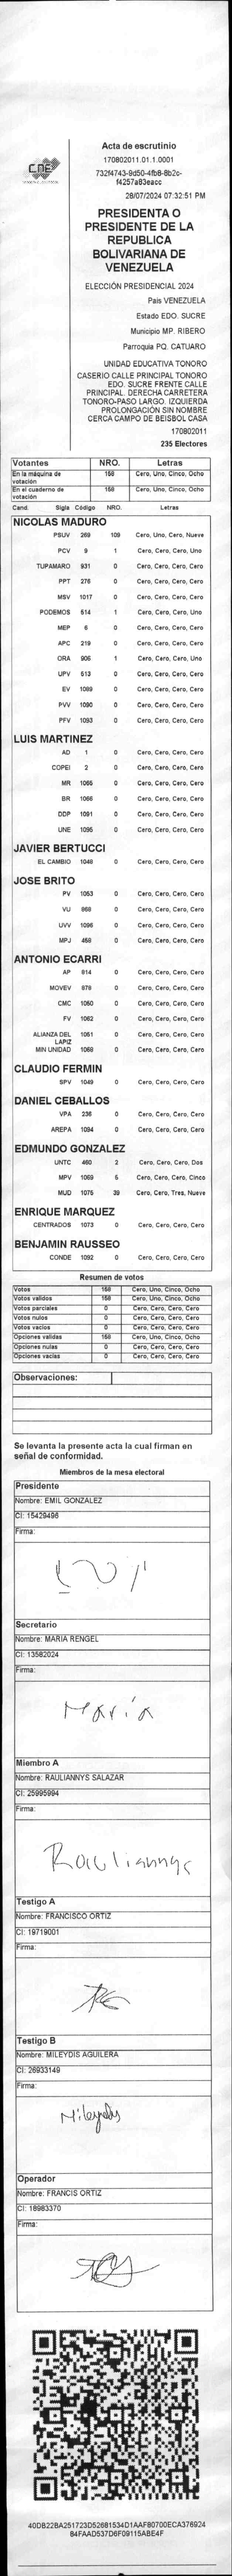 CNE
Acta de escrutinio
170802011.01.1.0001
732f4743-9d50-4fb8-8b2c-
f4257a83eacc
28/07/2024 07:32:51 PM
PRESIDENTA O
PRESIDENTE DE LA
REPUBLICA
BOLIVARIANA DE
VENEZUELA
ELECCIÓN PRESIDENCIAL 2024
Pais VENEZUELA
Estado EDO. SUCRE
Municipio MP. RIBERO
Parroquia PQ. CATUARO
UNIDAD EDUCATIVA TONORO
CASERIO CALLE PRINCIPAL TONORO
EDO. SUCRE FRENTE CALLE
PRINCIPAL. DERECHA CARRETERA
TONORO-PASO LARGO. IZQUIERDA
PROLONGACIÓN SIN NOMBRE
CERCA CAMPO DE BEISBOL CASA
170802011
235 Electores
Votantes NRO. Letras
En la máquina de votación 158 Cero, Uno, Cinco, Ocho
En el cuaderno de votación 158 Cero, Uno, Cinco, Ocho
Cand. Sigla Código NRO. Letras
NICOLAS MADURO
PSUV 269 109 Cero, Uno, Cero, Nueve
PCV 9 1 Cero, Cero, Cero, Uno
TUPAMARO 931 0 Cero, Cero, Cero, Cero
PPT 276 0 Cero, Cero, Cero, Cero
MSV 1017 0 Cero, Cero, Cero, Cero
PODEMOS 514 1 Cero, Cero, Cero, Uno
MEP 6 0 Cero, Cero, Cero, Cero
APC 219 0 Cero, Cero, Cero, Cero
ORA 906 1 Cero, Cero, Cero, Uno
UPV 513 0 Cero, Cero, Cero, Cero
EV 1089 0 Cero, Cero, Cero, Cero
PVV 1090 0 Cero, Cero, Cero, Cero
PFV 1093 0 Cero, Cero, Cero, Cero
LUIS MARTINEZ
AD 1 0 Cero, Cero, Cero, Cero
COPEI 2 0 Cero, Cero, Cero, Cero
MR 1065 0 Cero, Cero, Cero, Cero
BR 1066 0 Cero, Cero, Cero, Cero
DDP 1091 0 Cero, Cero, Cero, Cero
UNE 1095 0 Cero, Cero, Cero, Cero
JAVIER BERTUCCI
EL CAMBIO 1048 0 Cero, Cero, Cero, Cero
JOSE BRITO
PV 1053 0 Cero, Cero, Cero, Cero
VU 868 0 Cero, Cero, Cero, Cero
UVV 1096 0 Cero, Cero, Cero, Cero
MPJ 458 0 Cero, Cero, Cero, Cero
ANTONIO ECARRI
AP 814 0 Cero, Cero, Cero, Cero
MOVEV 878 0 Cero, Cero, Cero, Cero
CMC 1050 0 Cero, Cero, Cero, Cero
FV 1062 0 Cero, Cero, Cero, Cero
ALIANZA DEL LAPIZ 1051 0 Cero, Cero, Cero, Cero
MIN UNIDAD 1068 0 Cero, Cero, Cero, Cero
CLAUDIO FERMIN
SPV 1049 0 Cero, Cero, Cero, Cero
DANIEL CEBALLOS
VPA 236 0 Cero, Cero, Cero, Cero
AREPA 1094 0 Cero, Cero, Cero, Cero
EDMUNDO GONZALEZ
UNTC 460 2 Cero, Cero, Cero, Dos
MPV 1069 5 Cero, Cero, Cero, Cinco
MUD 1075 39 Cero, Cero, Tres, Nueve
ENRIQUE MARQUEZ
CENTRADOS 1073 0 Cero, Cero, Cero, Cero
BENJAMIN RAUSSEO
CONDE 1092 0 Cero, Cero, Cero, Cero
Resumen de votos
Votos 158 Cero, Uno, Cinco, Ocho
Votos validos 158 Cero, Uno, Cinco, Ocho
Votos parciales 0 Cero, Cero, Cero, Cero
Votos nulos 0 Cero, Cero, Cero, Cero
Votos vacios 0 Cero, Cero, Cero, Cero
Opciones validas 158 Cero, Uno, Cinco, Ocho
Opciones nulas 0 Cero, Cero, Cero, Cero
Opciones vacias 0 Cero, Cero, Cero, Cero
Observaciones:
Se levanta la presente acta la cual firman en
señal de conformidad.
Miembros de la mesa electoral
Presidente
Nombre: EMIL GONZALEZ
CI: 15429496
Firma:
Secretario
Nombre: MARIA RENGEL
CI: 13582024
Firma:
María
Miembro A
Nombre: RAULIANNYS SALAZAR
CI: 25995994
Firma:
Rauliannys
Testigo A
Nombre: FRANCISCO ORTIZ
CI: 19719001
Firma:
Testigo B
Nombre: MILEYDIS AGUILERA
CI: 26933149
Firma:
Mileydis
Operador
Nombre: FRANCIS ORTIZ
CI: 18983370
Firma:
40DB22BA251723D52681534D1AAF80700ECA376924
84FAAD537D6F09115ABE4F